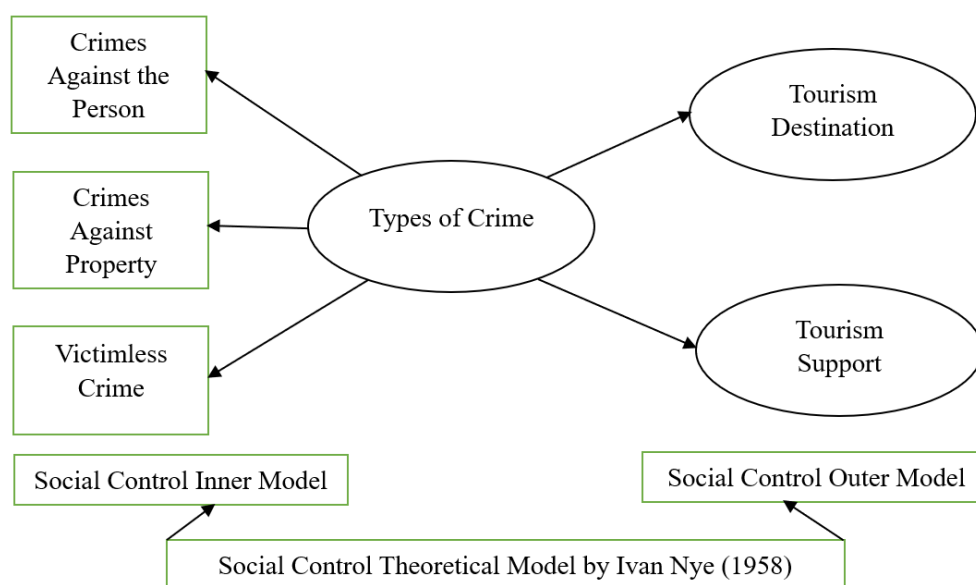 Crimes
Against the
Person
Tourism
Destination
Crimes
Against
Property
Types of Crime
Victimless
Crime
Tourism
Support
Social Control Inner Model
Social Control Outer Model
Social Control Theoretical Model by Ivan Nye (1958)